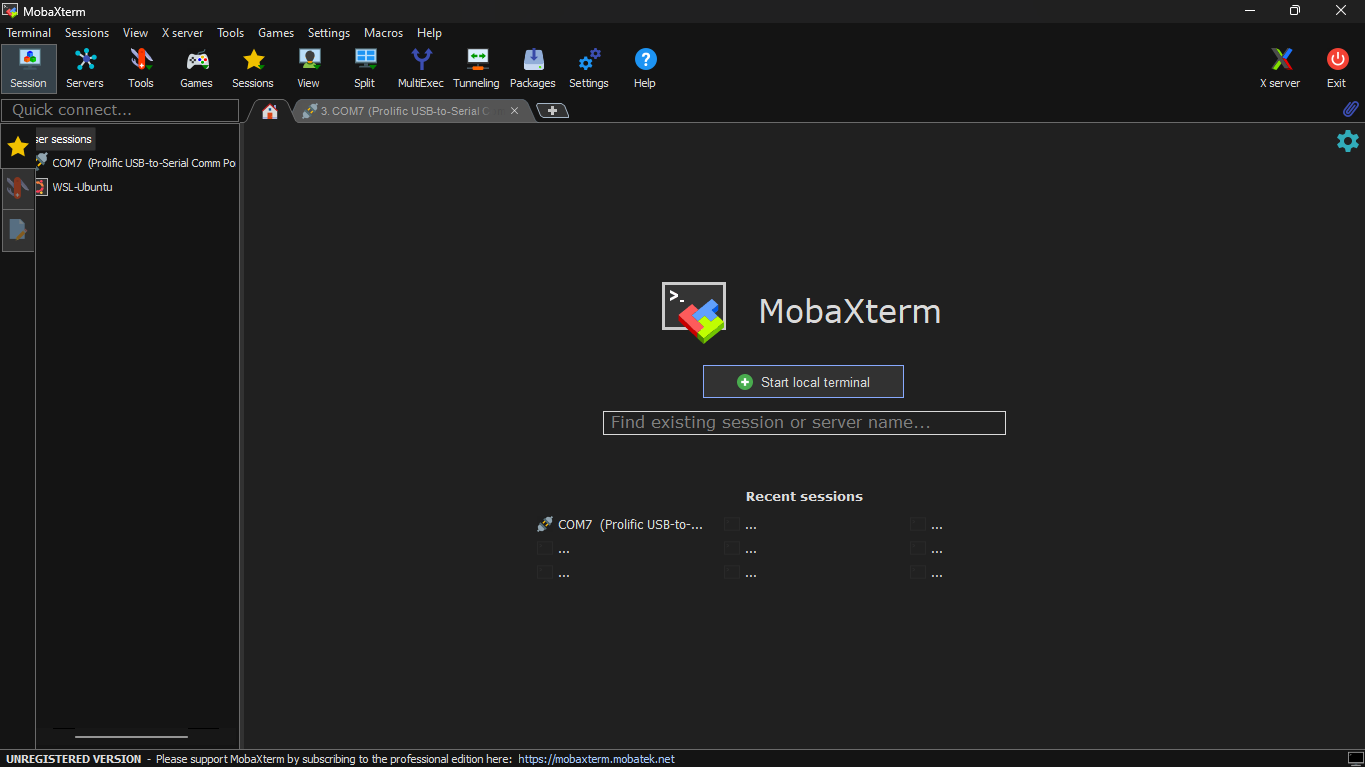 MobaXterm
Terminal Sessions View X server Tools Games Settings Macros Help
Session Servers Tools Games Sessions View Split MultiExec Tunneling Packages Settings Help X server Exit
Quick connect...
3. COM7 (Prolific USB-to-Serial C
ser sessions
COM7 (Prolific USB-to-Serial Comm Po
WSL-Ubuntu
>_
MobaXterm
Start local terminal
Find existing session or server name...
Recent sessions
COM7 (Prolific USB-to-... ... ...
... ... ...
... ... ...
UNREGISTERED VERSION - Please support MobaXterm by subscribing to the professional edition here: https://mobaxterm.mobatek.net